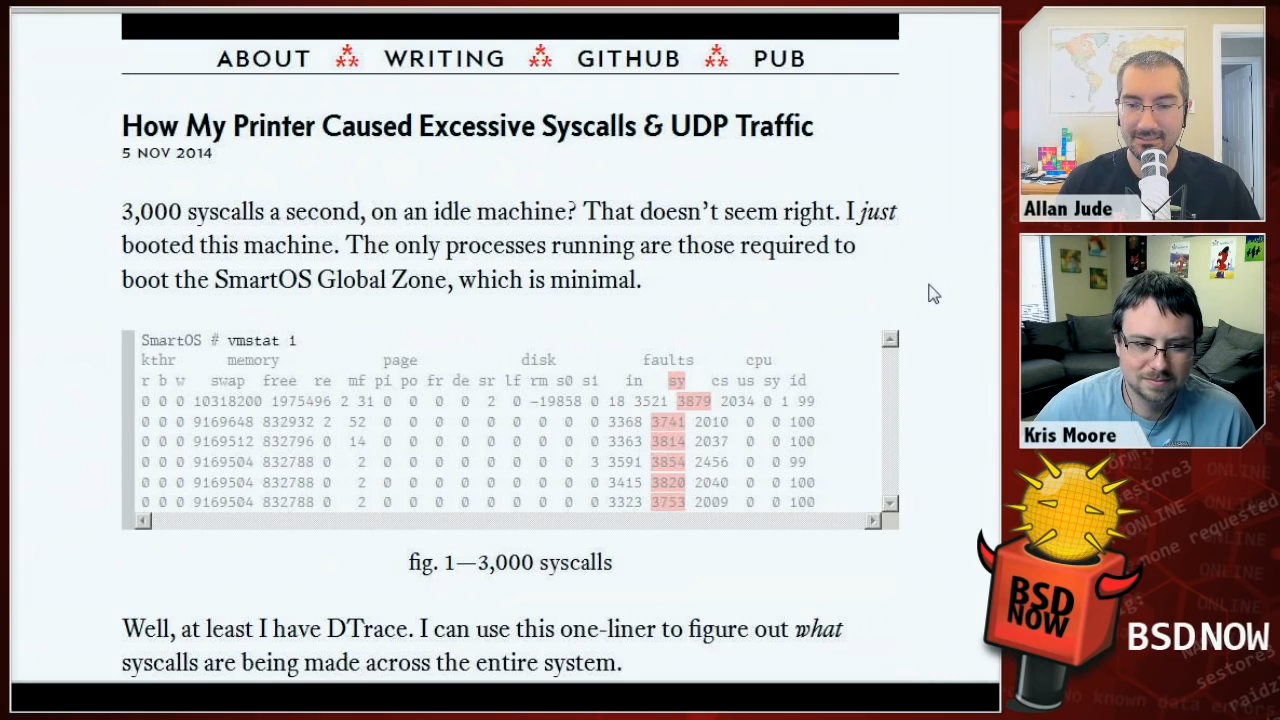 ABOUT WRITING GITHUB PUB
How My Printer Caused Excessive Syscalls & UDP Traffic
5 NOV 2014
3,000 syscalls a second, on an idle machine? That doesn’t seem right. I just
booted this machine. The only processes running are those required to
boot the SmartOS Global Zone, which is minimal.
SmartOS # vmstat 1
kthr memory page disk faults cpu
r b w swap free re mf pi po fr de sr lf rm s0 s1 in sy cs us sy id
0 0 0 10318200 1975496 2 31 0 0 0 0 2 0 -19858 0 18 3521 3879 2034 0 1 99
0 0 0 9169648 832932 2 52 0 0 0 0 0 0 0 0 0 3368 3741 2010 0 0 100
0 0 0 9169512 832796 0 14 0 0 0 0 0 0 0 0 0 3363 3814 2037 0 0 100
0 0 0 9169504 832788 0 2 0 0 0 0 0 0 0 0 3 3591 3854 2456 0 0 99
0 0 0 9169504 832788 0 2 0 0 0 0 0 0 0 0 0 3415 3820 2040 0 0 100
0 0 0 9169504 832788 0 2 0 0 0 0 0 0 0 0 0 3323 3753 2009 0 0 100
fig. 1—3,000 syscalls
Well, at least I have DTrace. I can use this one-liner to figure out what
syscalls are being made across the entire system.
Allan Jude
Kris Moore
BSD
NOW
BSD NOW